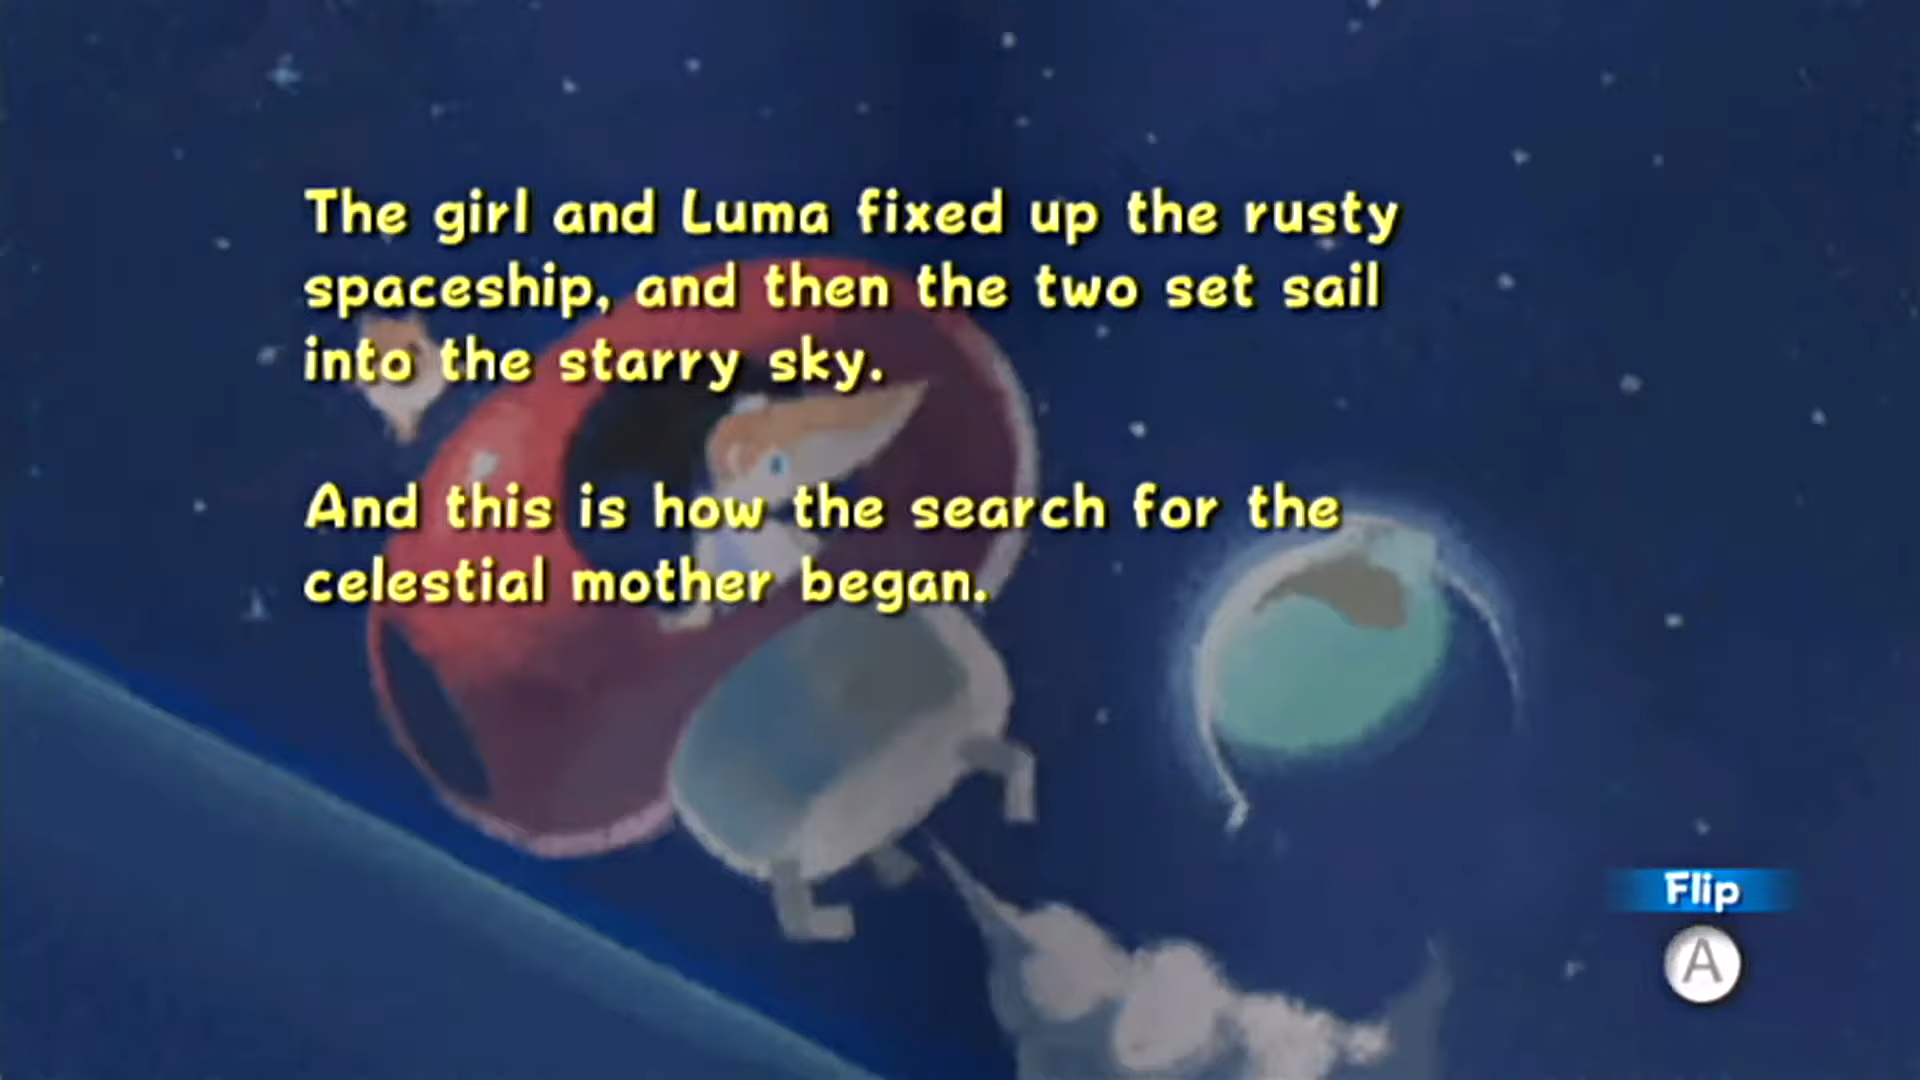 The girl and Luma fixed up the rusty
spaceship, and then the two set sail
into the starry sky.
And this is how the search for the
celestial mother began.
Flip
A